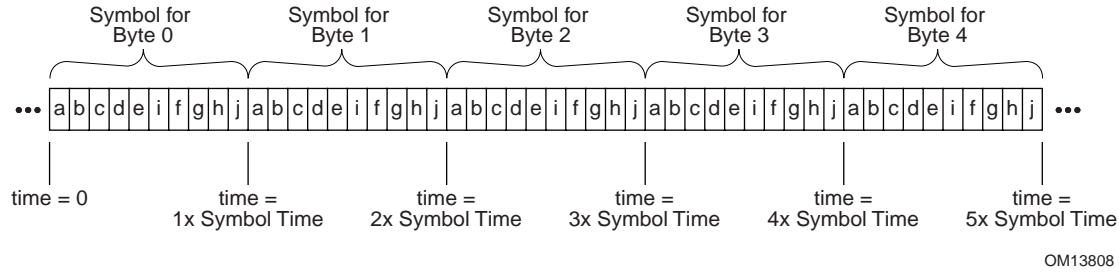 Symbol for Symbol for Symbol for Symbol for Symbol for
Byte 0 Byte 1 Byte 2 Byte 3 Byte 4
••• a b c d e i f g h j a b c d e i f g h j a b c d e i f g h j a b c d e i f g h j a b c d e i f g h j •••
time = 0 time = time = time = time = time =
1x Symbol Time 2x Symbol Time 3x Symbol Time 4x Symbol Time 5x Symbol Time
OM13808